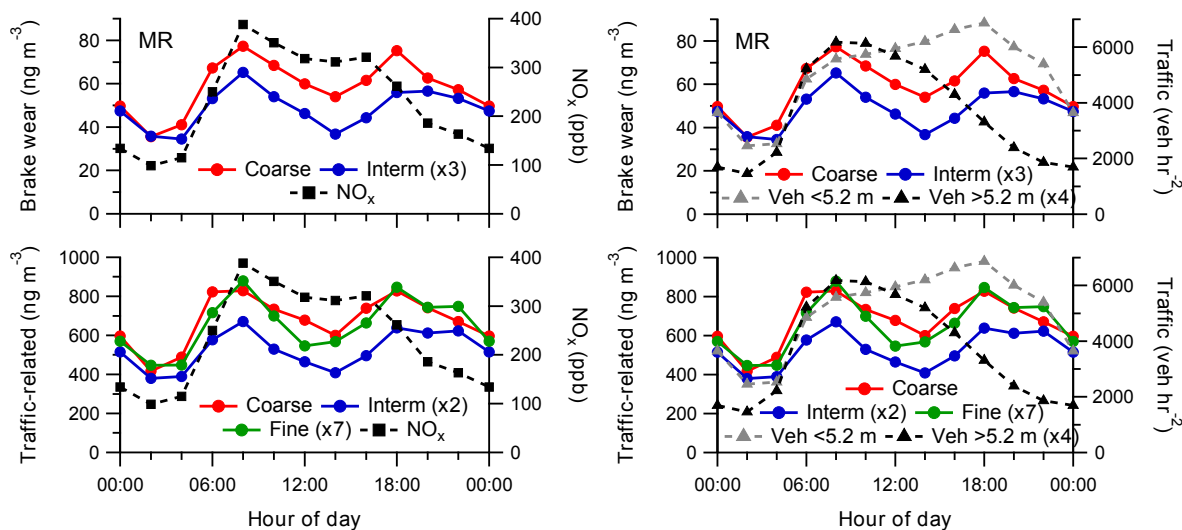 MR
Brake wear (ng m⁻³)
80
60
40
20
0
400
300
200
100
0
NOₓ
(ppb)
Coarse Interm (x3)
NOₓ
MR
Brake wear (ng m⁻³)
80
60
40
20
0
6000
4000
2000
0
Traffic
(veh hr⁻²)
Coarse Interm (x3)
Veh <5.2 m Veh >5.2 m (x4)
Traffic-related (ng m⁻³)
1000
800
600
400
200
0
400
300
200
100
0
NOₓ
(ppb)
Coarse Interm (x2)
Fine (x7) NOₓ
00:00 06:00 12:00 18:00 00:00
Hour of day
Traffic-related (ng m⁻³)
1000
800
600
400
200
0
6000
4000
2000
0
Traffic
(veh hr⁻²)
Coarse
Interm (x2) Fine (x7)
Veh <5.2 m Veh >5.2 m (x4)
00:00 06:00 12:00 18:00 00:00
Hour of day